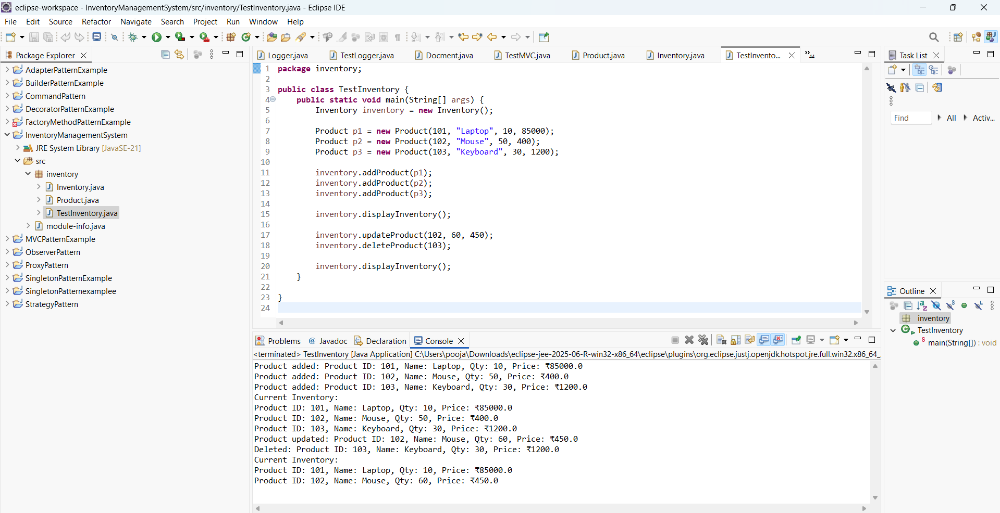 eclipse-workspace - InventoryManagementSystem/src/inventory/TestInventory.java - Eclipse IDE
File Edit Source Refactor Navigate Search Project Run Window Help
Package Explorer
AdapterPatternExample
BuilderPatternExample
CommandPattern
DecoratorPatternExample
FactoryMethodPatternExample
InventoryManagementSystem
JRE System Library [JavaSE-21]
src
inventory
Inventory.java
Product.java
TestInventory.java
module-info.java
MVCPatternExample
ObserverPattern
ProxyPattern
SingletonPatternExample
SingletonPatternexamplee
StrategyPattern
Logger.java TestLogger.java Docment.java TestMVC.java Product.java Inventory.java TestInvento... »44
1 package inventory;
2
3 public class TestInventory {
4 public static void main(String[] args) {
5 Inventory inventory = new Inventory();
6
7 Product p1 = new Product(101, "Laptop", 10, 85000);
8 Product p2 = new Product(102, "Mouse", 50, 400);
9 Product p3 = new Product(103, "Keyboard", 30, 1200);
10
11 inventory.addProduct(p1);
12 inventory.addProduct(p2);
13 inventory.addProduct(p3);
14
15 inventory.displayInventory();
16
17 inventory.updateProduct(102, 60, 450);
18 inventory.deleteProduct(103);
19
20 inventory.displayInventory();
21 }
22
23 }
24
Problems @ Javadoc Declaration Console
<terminated> TestInventory [Java Application] C:\Users\pooja\Downloads\eclipse-jee-2025-06-R-win32-x86_64\eclipse\plugins\org.eclipse.justj.openjdk.hotspot.jre.full.win32.x86_64_
Product added: Product ID: 101, Name: Laptop, Qty: 10, Price: ₹85000.0
Product added: Product ID: 102, Name: Mouse, Qty: 50, Price: ₹400.0
Product added: Product ID: 103, Name: Keyboard, Qty: 30, Price: ₹1200.0
Current Inventory:
Product ID: 101, Name: Laptop, Qty: 10, Price: ₹85000.0
Product ID: 102, Name: Mouse, Qty: 50, Price: ₹400.0
Product ID: 103, Name: Keyboard, Qty: 30, Price: ₹1200.0
Product updated: Product ID: 102, Name: Mouse, Qty: 60, Price: ₹450.0
Deleted: Product ID: 103, Name: Keyboard, Qty: 30, Price: ₹1200.0
Current Inventory:
Product ID: 101, Name: Laptop, Qty: 10, Price: ₹85000.0
Product ID: 102, Name: Mouse, Qty: 60, Price: ₹450.0
Task List
Find All Activ...
Outline
inventory
TestInventory
main(String[]) : void